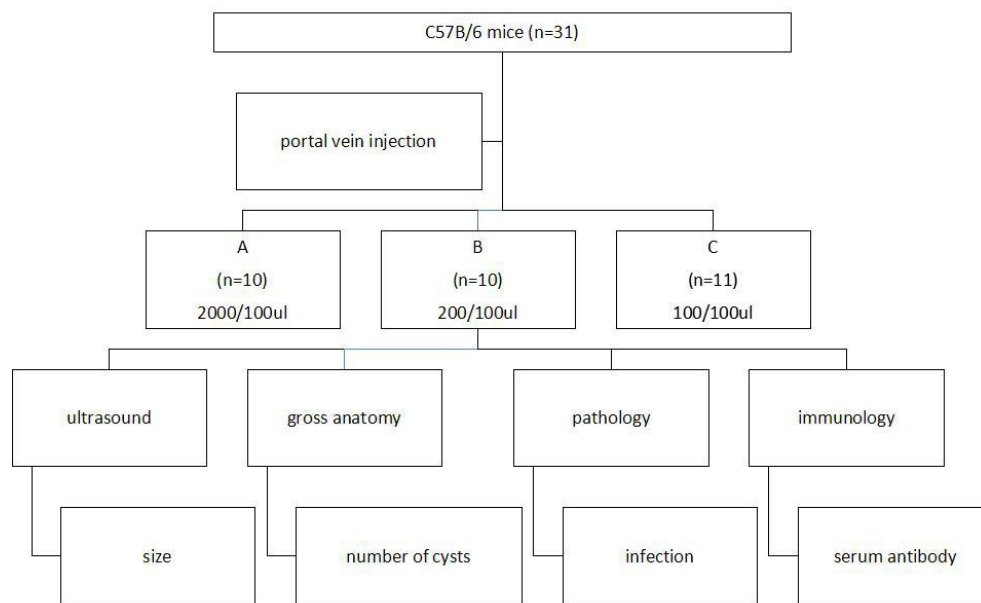 C57B/6 mice (n=31)
portal vein injection
A
(n=10)
2000/100ul
B
(n=10)
200/100ul
C
(n=11)
100/100ul
ultrasound
gross anatomy
pathology
immunology
size
number of cysts
infection
serum antibody